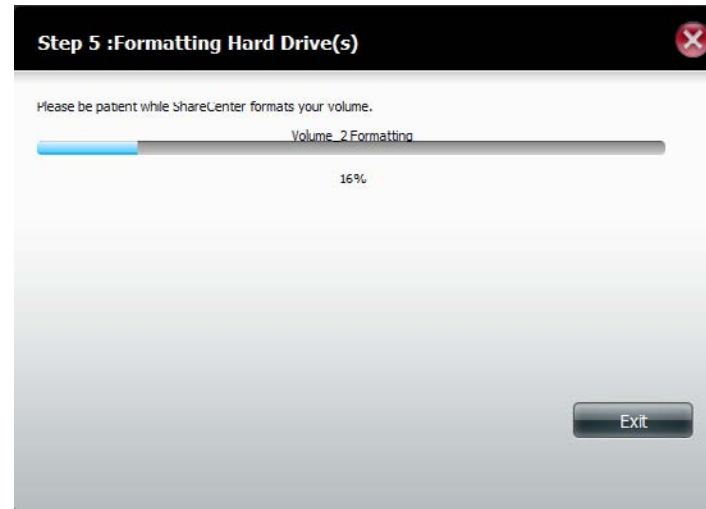 Step 5 :Formatting Hard Drive(s)
Please be patient while ShareCenter formats your volume.
Volume_2 Formatting
16%
Exit